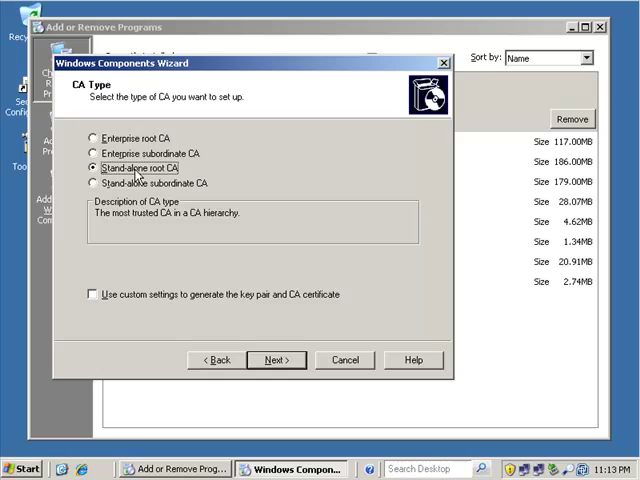 Recy
Add or Remove Programs
Sort by: Name
Windows Components Wizard
CA Type
Select the type of CA you want to set up.
Remove
Enterprise root CA
Enterprise subordinate CA
Stand-alone root CA
Stand-alone subordinate CA
Description of CA type
The most trusted CA in a CA hierarchy.
Use custom settings to generate the key pair and CA certificate
Size 117.00MB
Size 186.00MB
Size 179.00MB
Size 28.07MB
Size 4.62MB
Size 1.34MB
Size 20.91MB
Size 2.74MB
< Back
Next >
Cancel
Help
Start
Add or Remove Prog...
Windows Compon...
Search Desktop
11:13 PM